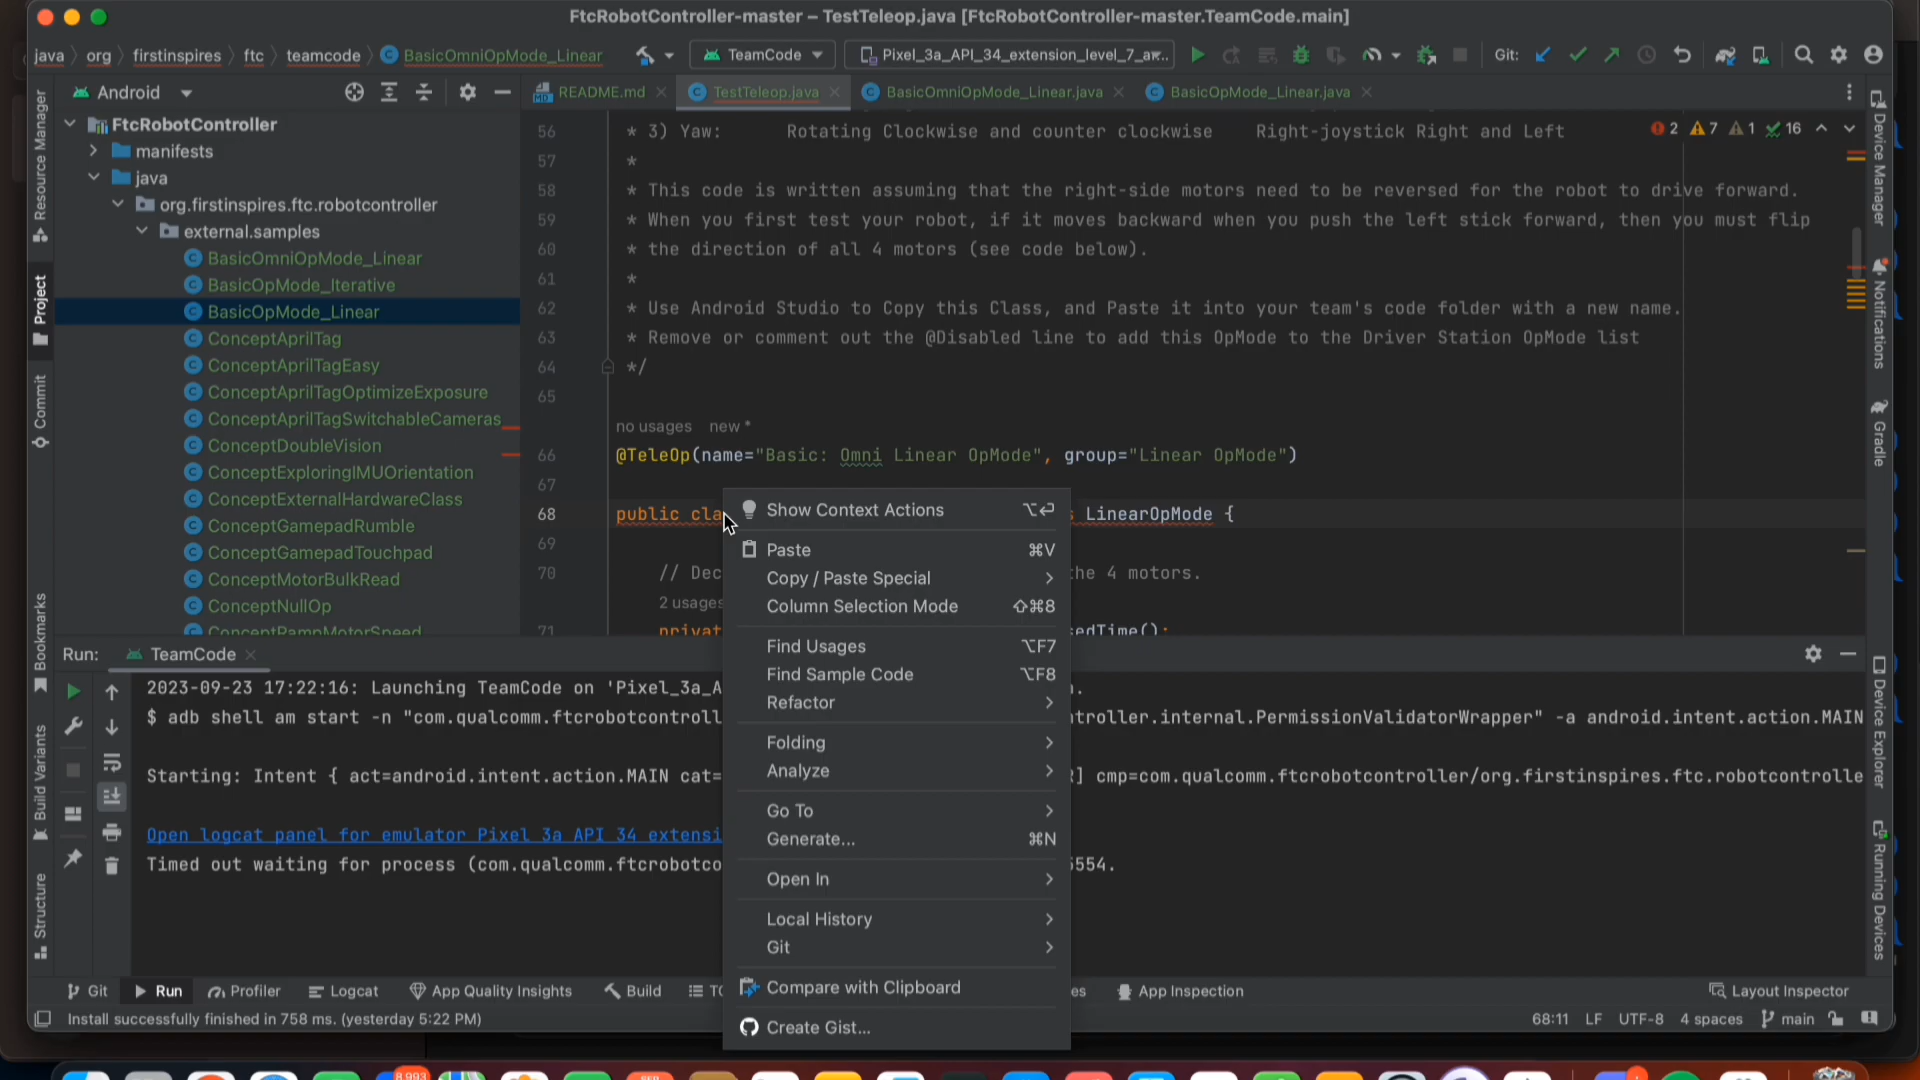 FtcRobotController-master – TestTeleop.java [FtcRobotController-master.TeamCode.main]
java org firstinspires ftc teamcode BasicOmniOpMode_Linear TeamCode Pixel_3a_API_34_extension_level_7_a Git:
Android README.md TestTeleop.java BasicOmniOpMode_Linear.java BasicOpMode_Linear.java
Resource Manager
Project
Commit
Bookmarks
Build Variants
Structure
FtcRobotController
manifests
java
org.firstinspires.ftc.robotcontroller
external.samples
BasicOmniOpMode_Linear
BasicOpMode_Iterative
BasicOpMode_Linear
ConceptAprilTag
ConceptAprilTagEasy
ConceptAprilTagOptimizeExposure
ConceptAprilTagSwitchableCameras
ConceptDoubleVision
ConceptExploringIMUOrientation
ConceptExternalHardwareClass
ConceptGamepadRumble
ConceptGamepadTouchpad
ConceptMotorBulkRead
ConceptNullOp
ConceptRampMotorSpeed
2 7 1 16
56 * 3) Yaw: Rotating Clockwise and counter clockwise Right-joystick Right and Left
57 *
58 * This code is written assuming that the right-side motors need to be reversed for the robot to drive forward.
59 * When you first test your robot, if it moves backward when you push the left stick forward, then you must flip
60 * the direction of all 4 motors (see code below).
61 *
62 * Use Android Studio to Copy this Class, and Paste it into your team's code folder with a new name.
63 * Remove or comment out the @Disabled line to add this OpMode to the Driver Station OpMode list
64 */
65
no usages new *
66 @TeleOp(name="Basic: Omni Linear OpMode", group="Linear OpMode")
67
68 public cla LinearOpMode {
69
70 // Dec he 4 motors.
2 usages
71 privat sedTime();
Show Context Actions ⌥⏎
Paste ⌘V
Copy / Paste Special
Column Selection Mode ⇧⌘8
Find Usages ⌥F7
Find Sample Code ⌥F8
Refactor
Folding
Analyze
Go To
Generate... ⌘N
Open In
Local History
Git
Compare with Clipboard
Create Gist...
Run: TeamCode
2023-09-23 17:22:16: Launching TeamCode on 'Pixel_3a_A
$ adb shell am start -n "com.qualcomm.ftcrobotcontroll troller.internal.PermissionValidatorWrapper" -a android.intent.action.MAIN
Starting: Intent { act=android.intent.action.MAIN cat= ] cmp=com.qualcomm.ftcrobotcontroller/org.firstinspires.ftc.robotcontrolle
Open logcat panel for emulator Pixel 3a API 34 extensi
Timed out waiting for process (com.qualcomm.ftcrobotco 5554.
Device Manager
Notifications
Gradle
Device Explorer
Running Devices
Git Run Profiler Logcat App Quality Insights Build TO es App Inspection Layout Inspector
Install successfully finished in 758 ms. (yesterday 5:22 PM) 68:11 LF UTF-8 4 spaces main
8,993